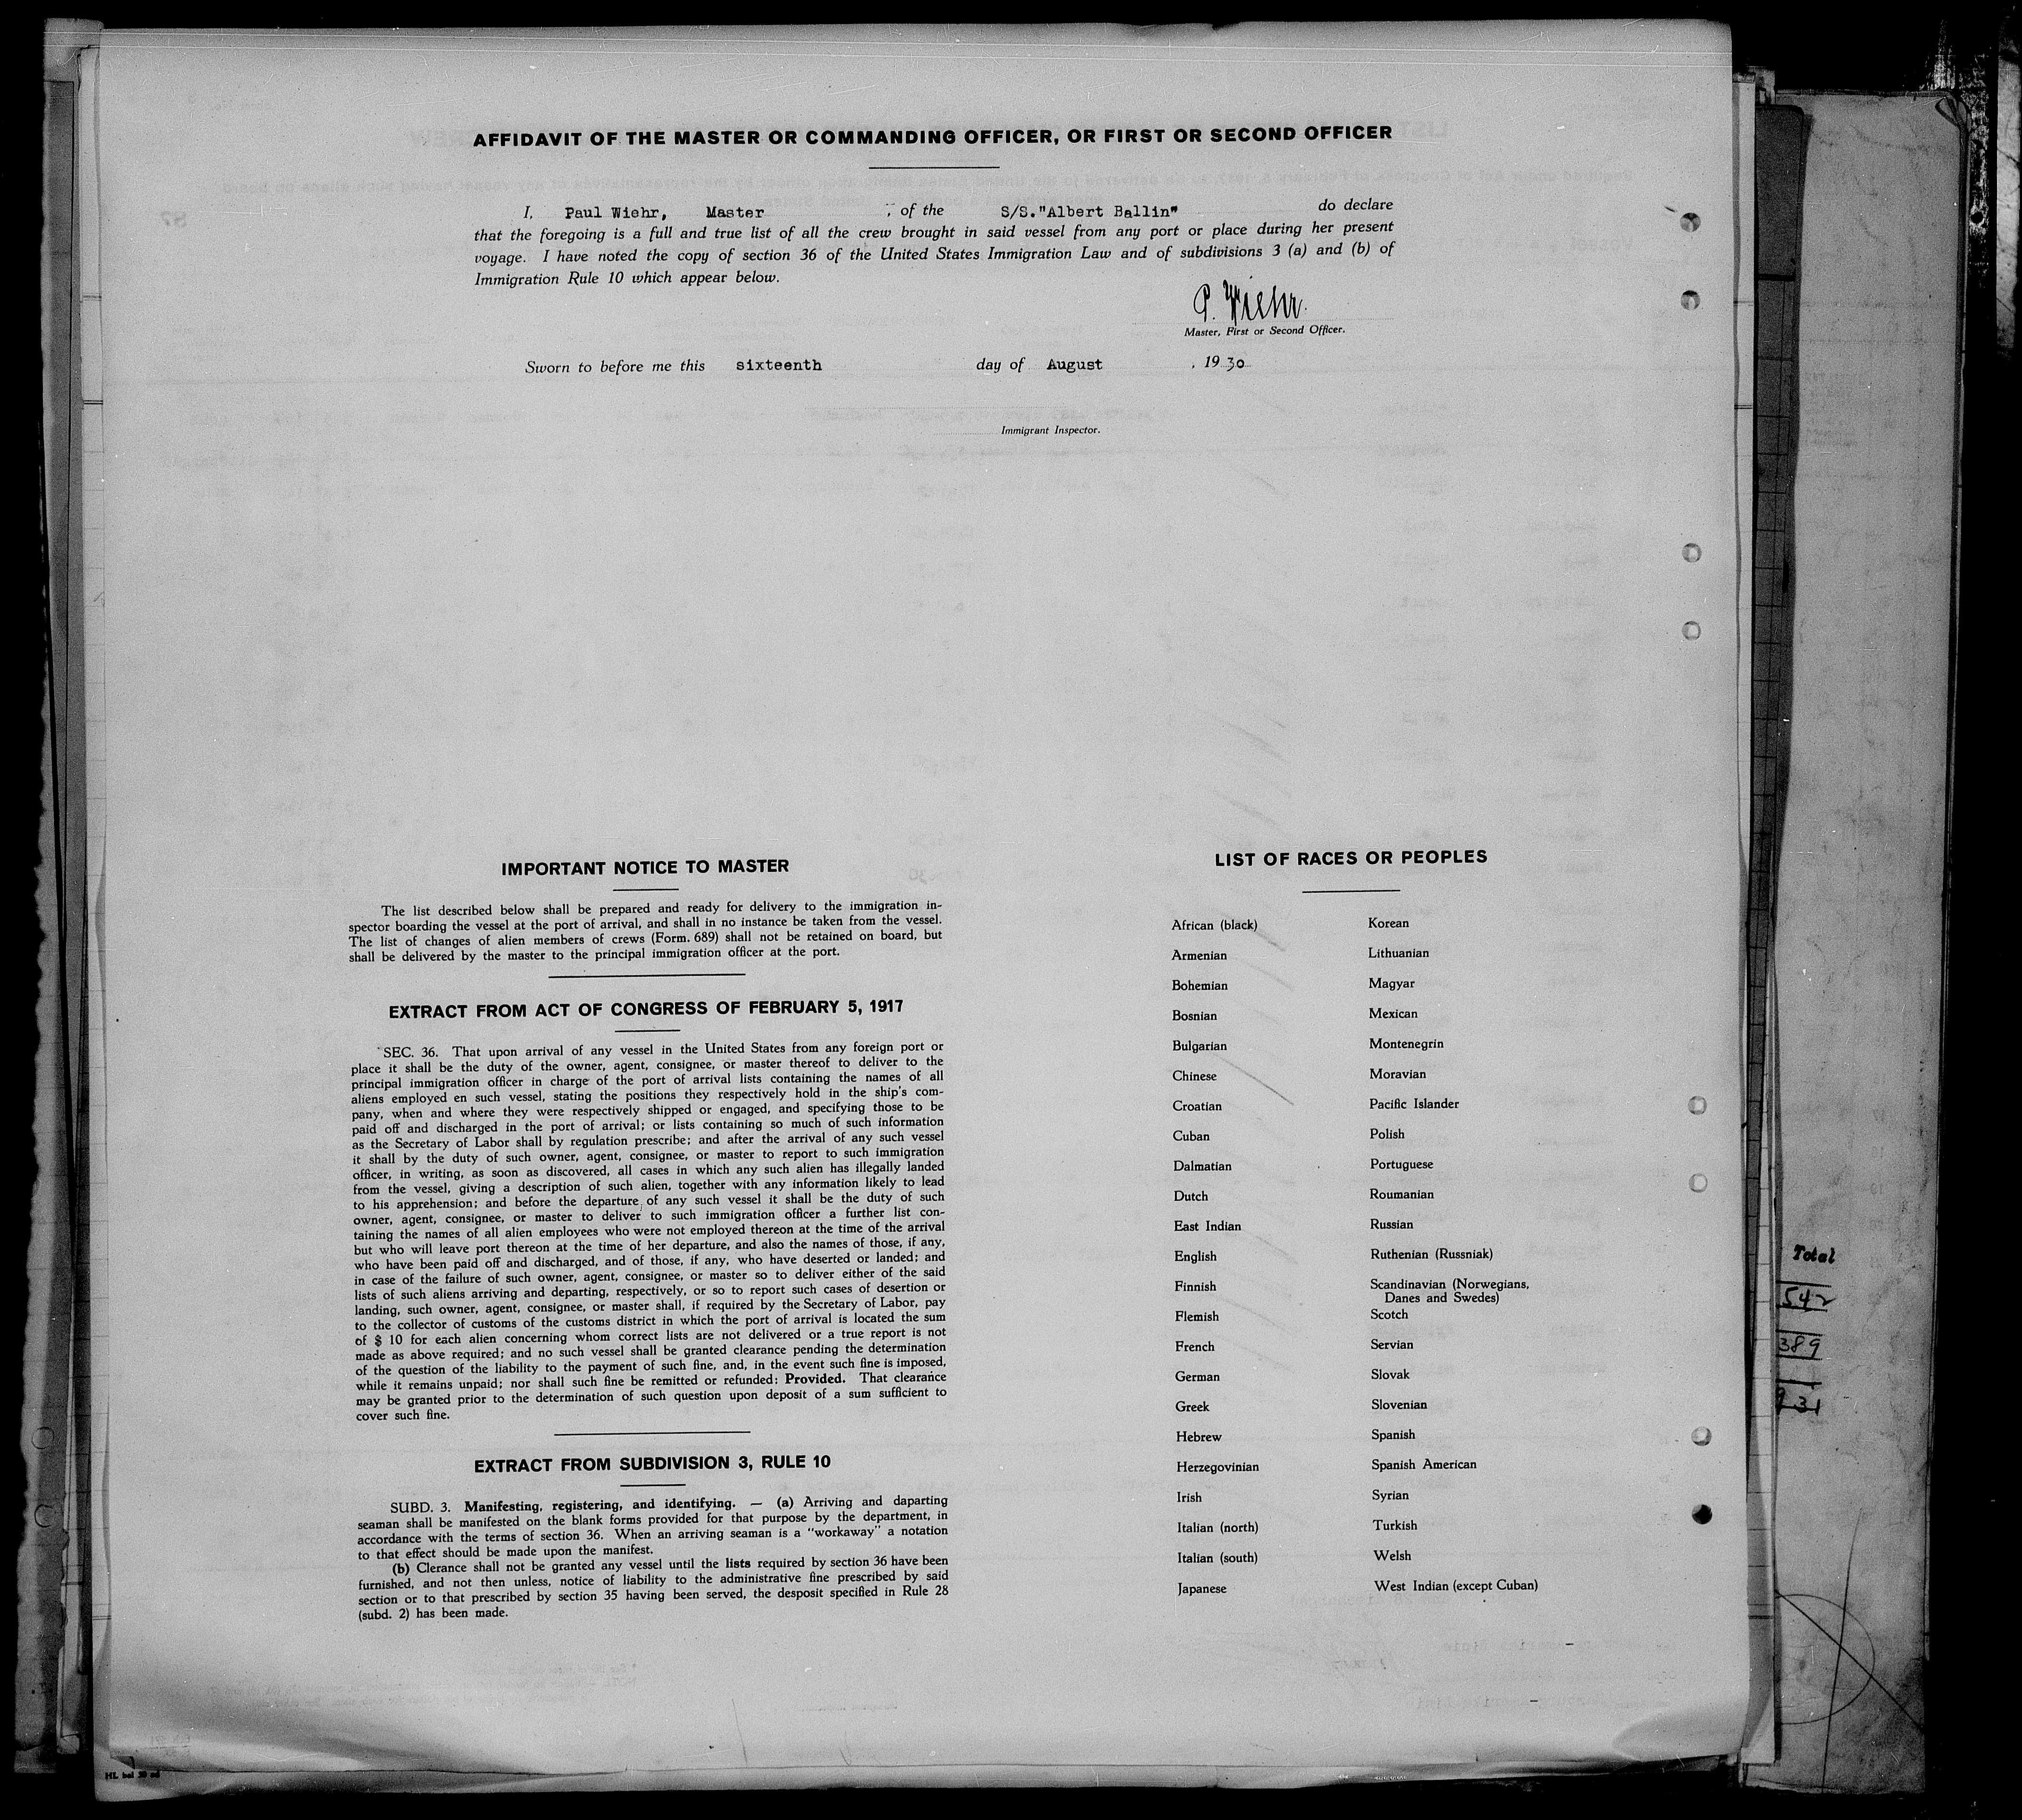 AFFIDAVIT OF THE MASTER OR COMMANDING OFFICER, OR FIRST OR SECOND OFFICER
I, Paul Wiehr, Master , of the S/S."Albert Ballin" do declare
that the foregoing is a full and true list of all the crew brought in said vessel from any port or place during her present
voyage. I have noted the copy of section 36 of the United States Immigration Law and of subdivisions 3 (a) and (b) of
Immigration Rule 10 which appear below.
P. Wiehr.
Master, First or Second Officer.
Sworn to before me this sixteenth day of August , 19 30
Immigrant Inspector.
IMPORTANT NOTICE TO MASTER
The list described below shall be prepared and ready for delivery to the immigration in-
spector boarding the vessel at the port of arrival, and shall in no instance be taken from the vessel.
The list of changes of alien members of crews (Form. 689) shall not be retained on board, but
shall be delivered by the master to the principal immigration officer at the port.
EXTRACT FROM ACT OF CONGRESS OF FEBRUARY 5, 1917
SEC. 36. That upon arrival of any vessel in the United States from any foreign port or
place it shall be the duty of the owner, agent, consignee, or master thereof to deliver to the
principal immigration officer in charge of the port of arrival lists containing the names of all
aliens employed en such vessel, stating the positions they respectively hold in the ship's com-
pany, when and where they were respectively shipped or engaged, and specifying those to be
paid off and discharged in the port of arrival; or lists containing so much of such information
as the Secretary of Labor shall by regulation prescribe; and after the arrival of any such vessel
it shall by the duty of such owner, agent, consignee, or master to report to such immigration
officer, in writing, as soon as discovered, all cases in which any such alien has illegally landed
from the vessel, giving a description of such alien, together with any information likely to lead
to his apprehension; and before the departure of any such vessel it shall be the duty of such
owner, agent, consignee, or master to deliver to such immigration officer a further list con-
taining the names of all alien employees who were not employed thereon at the time of the arrival
but who will leave port thereon at the time of her departure, and also the names of those, if any,
who have been paid off and discharged, and of those, if any, who have deserted or landed; and
in case of the failure of such owner, agent, consignee, or master so to deliver either of the said
lists of such aliens arriving and departing, respectively, or so to report such cases of desertion or
landing, such owner, agent, consignee, or master shall, if required by the Secretary of Labor, pay
to the collector of customs of the customs district in which the port of arrival is located the sum
of $ 10 for each alien concerning whom correct lists are not delivered or a true report is not
made as above required; and no such vessel shall be granted clearance pending the determination
of the question of the liability to the payment of such fine, and, in the event such fine is imposed,
while it remains unpaid; nor shall such fine be remitted or refunded: Provided. That clearance
may be granted prior to the determination of such question upon deposit of a sum sufficient to
cover such fine.
EXTRACT FROM SUBDIVISION 3, RULE 10
SUBD. 3. Manifesting, registering, and identifying. — (a) Arriving and daparting
seaman shall be manifested on the blank forms provided for that purpose by the department, in
accordance with the terms of section 36. When an arriving seaman is a "workaway" a notation
to that effect should be made upon the manifest.
(b) Clerance shall not be granted any vessel until the lists required by section 36 have been
furnished, and not then unless, notice of liability to the administrative fine prescribed by said
section or to that prescribed by section 35 having been served, the desposit specified in Rule 28
(subd. 2) has been made.
LIST OF RACES OR PEOPLES
African (black)
Armenian
Bohemian
Bosnian
Bulgarian
Chinese
Croatian
Cuban
Dalmatian
Dutch
East Indian
English
Finnish
Flemish
French
German
Greek
Hebrew
Herzegovinian
Irish
Italian (north)
Italian (south)
Japanese
Korean
Lithuanian
Magyar
Mexican
Montenegrin
Moravian
Pacific Islander
Polish
Portuguese
Roumanian
Russian
Ruthenian (Russniak)
Scandinavian (Norwegians,
Danes and Swedes)
Scotch
Servian
Slovak
Slovenian
Spanish
Spanish American
Syrian
Turkish
Welsh
West Indian (except Cuban)
Total
542
389
931